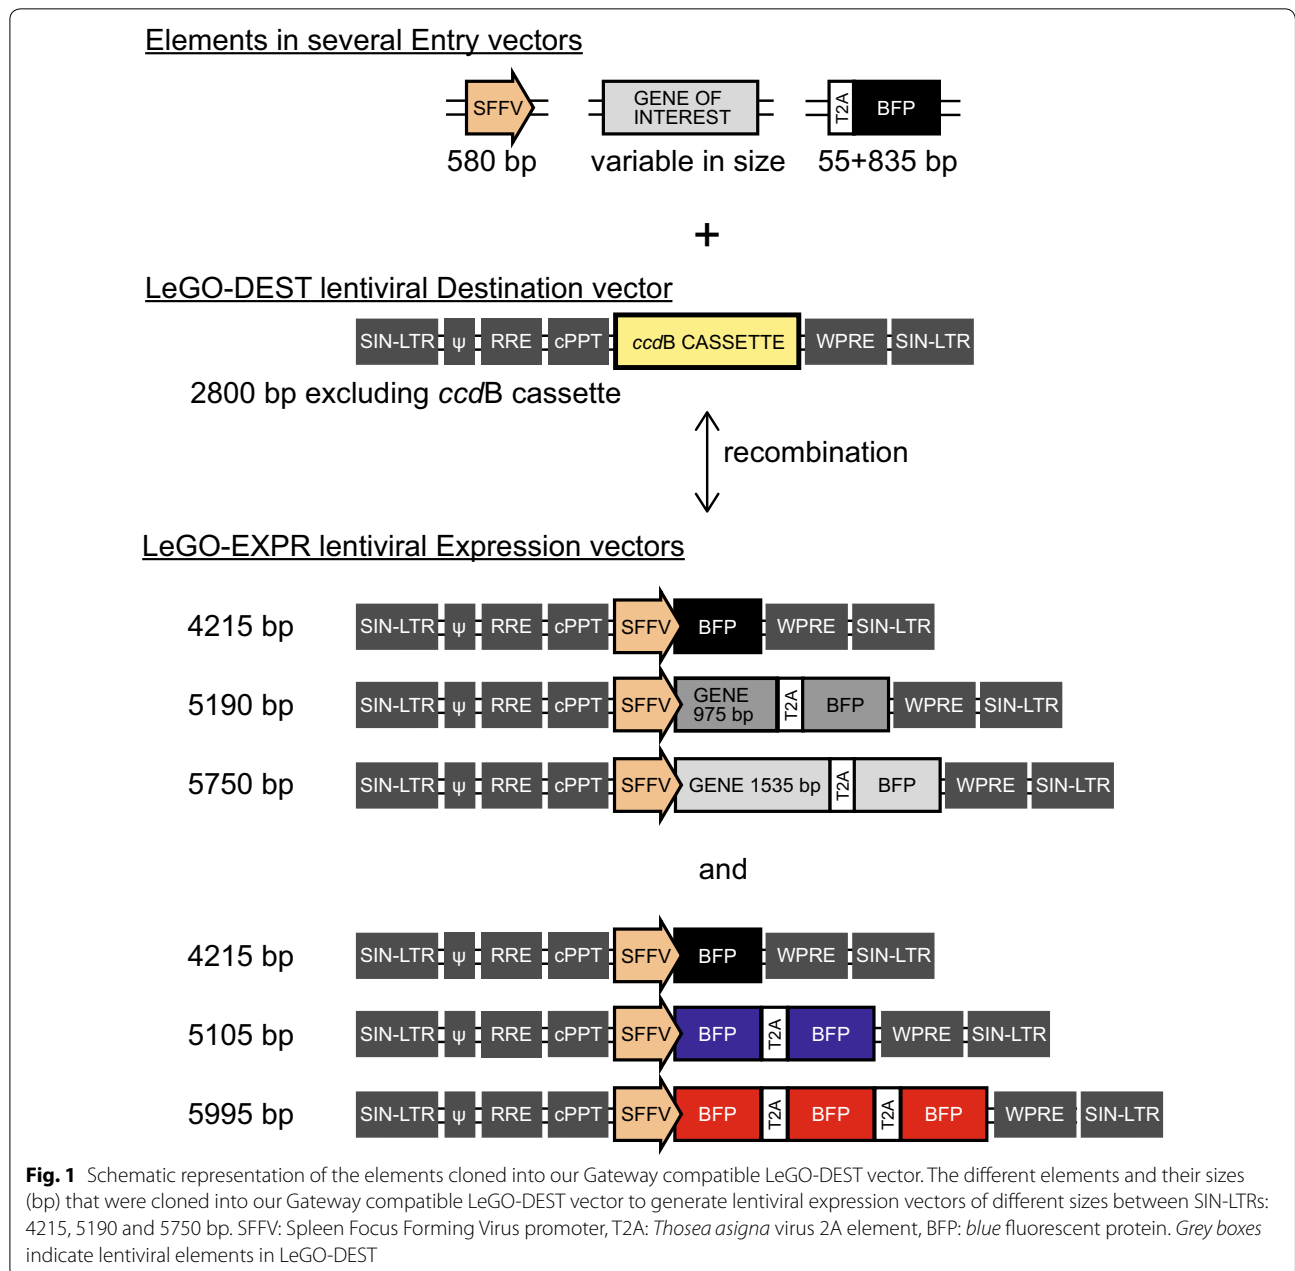 Elements in several Entry vectors
SFFV
GENE OF
INTEREST
T2A
BFP
580 bp
variable in size
55+835 bp
+
LeGO-DEST lentiviral Destination vector
SIN-LTR ψ RRE cPPT ccdB CASSETTE WPRE SIN-LTR
2800 bp excluding ccdB cassette
recombination
LeGO-EXPR lentiviral Expression vectors
4215 bp SIN-LTR ψ RRE cPPT SFFV BFP WPRE SIN-LTR
5190 bp SIN-LTR ψ RRE cPPT SFFV GENE
975 bp T2A BFP WPRE SIN-LTR
5750 bp SIN-LTR ψ RRE cPPT SFFV GENE 1535 bp T2A BFP WPRE SIN-LTR
and
4215 bp SIN-LTR ψ RRE cPPT SFFV BFP WPRE SIN-LTR
5105 bp SIN-LTR ψ RRE cPPT SFFV BFP T2A BFP WPRE SIN-LTR
5995 bp SIN-LTR ψ RRE cPPT SFFV BFP T2A BFP T2A BFP WPRE SIN-LTR
Fig. 1 Schematic representation of the elements cloned into our Gateway compatible LeGO-DEST vector. The different elements and their sizes
(bp) that were cloned into our Gateway compatible LeGO-DEST vector to generate lentiviral expression vectors of different sizes between SIN-LTRs:
4215, 5190 and 5750 bp. SFFV: Spleen Focus Forming Virus promoter, T2A: Thosea asigna virus 2A element, BFP: blue fluorescent protein. Grey boxes
indicate lentiviral elements in LeGO-DEST